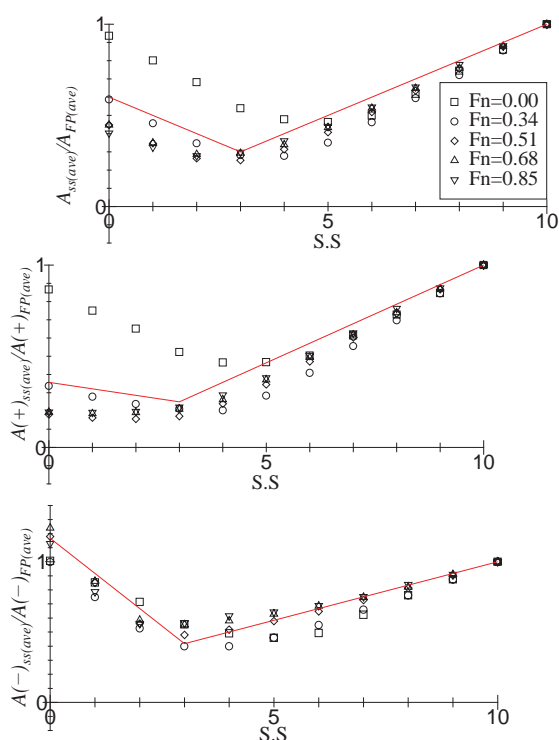 1
A_{ss(ave)}/A_{FP(ave)}
Fn=0.00
Fn=0.34
Fn=0.51
Fn=0.68
Fn=0.85
0
0 5 10
S.S
1
A(+)_{ss(ave)}/A(+)_{FP(ave)}
0
0 5 10
S.S
1
A(−)_{ss(ave)}/A(−)_{FP(ave)}
0
0 5 10
S.S